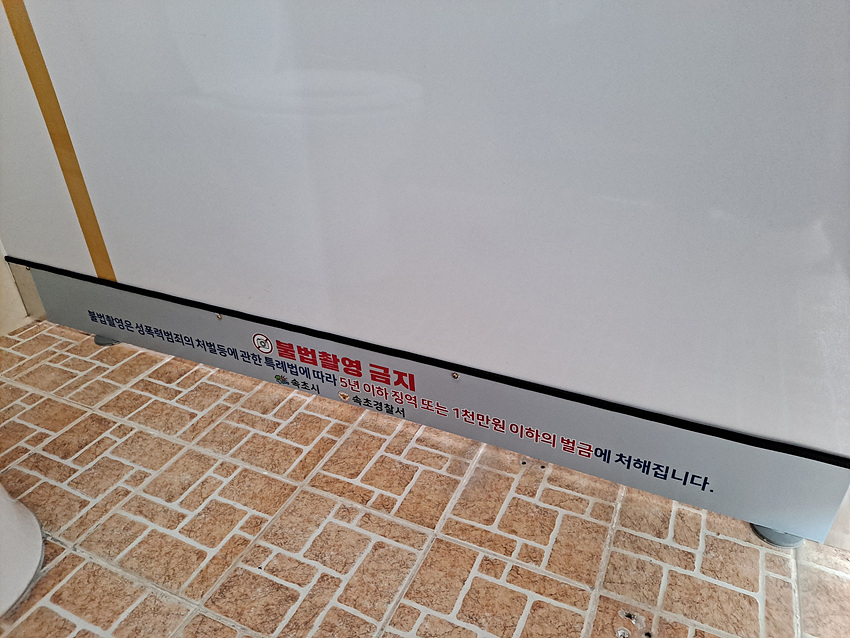 불법촬영 금지
불법촬영은 성폭력범죄의 처벌등에 관한 특례법에 따라 5년 이하 징역 또는 1천만원 이하의 벌금에 처해집니다.
속초시 속초경찰서